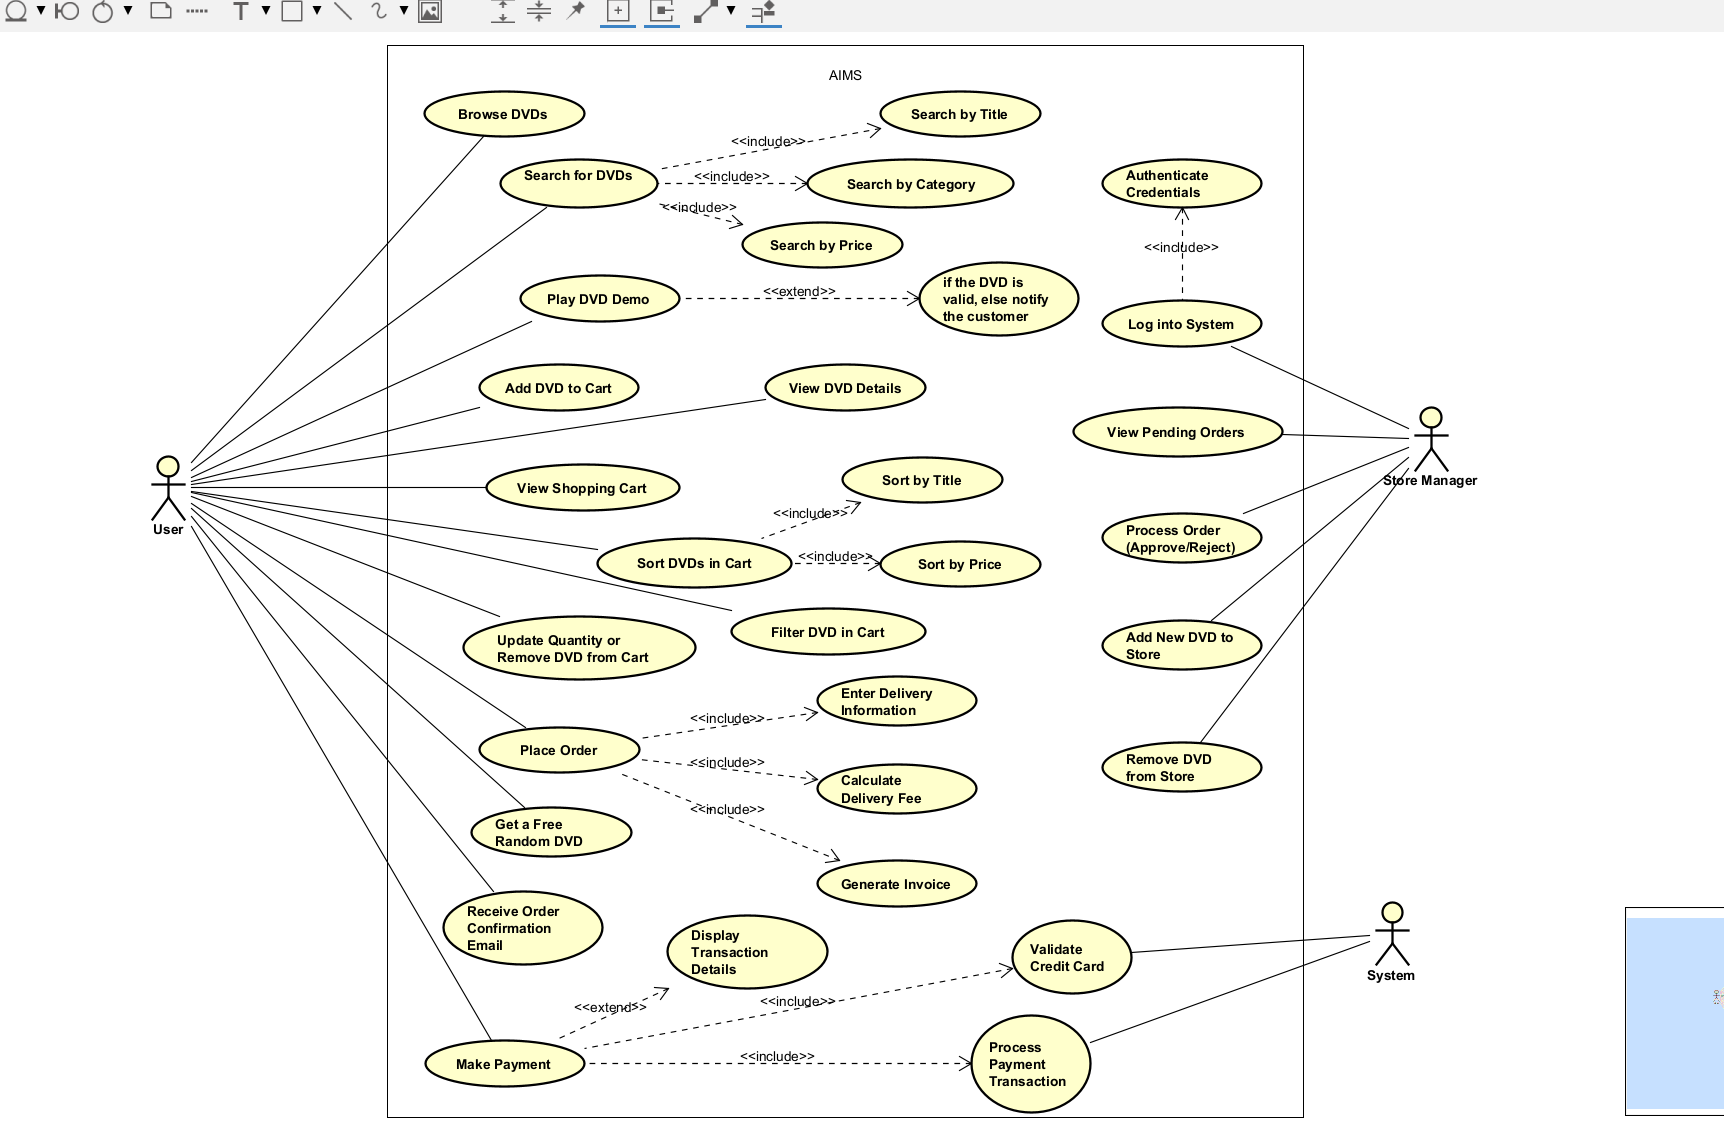 T
AIMS
Browse DVDs
Search by Title
<<include>>
Search for DVDs
<<include>>
Search by Category
Authenticate
Credentials
<<include>>
Search by Price
<<include>>
Play DVD Demo
<<extend>>
if the DVD is
valid, else notify
the customer
Log into System
Add DVD to Cart
View DVD Details
View Pending Orders
View Shopping Cart
Sort by Title
Store Manager
User
<<include>>
Process Order
(Approve/Reject)
Sort DVDs in Cart
<<include>>
Sort by Price
Update Quantity or
Remove DVD from Cart
Filter DVD in Cart
Add New DVD to
Store
Enter Delivery
Information
<<include>>
Place Order
<<include>>
Calculate
Delivery Fee
Remove DVD
from Store
<<include>>
Get a Free
Random DVD
Generate Invoice
Receive Order
Confirmation
Email
Display
Transaction
Details
Validate
Credit Card
System
<<extend>>
<<include>>
Make Payment
<<include>>
Process
Payment
Transaction